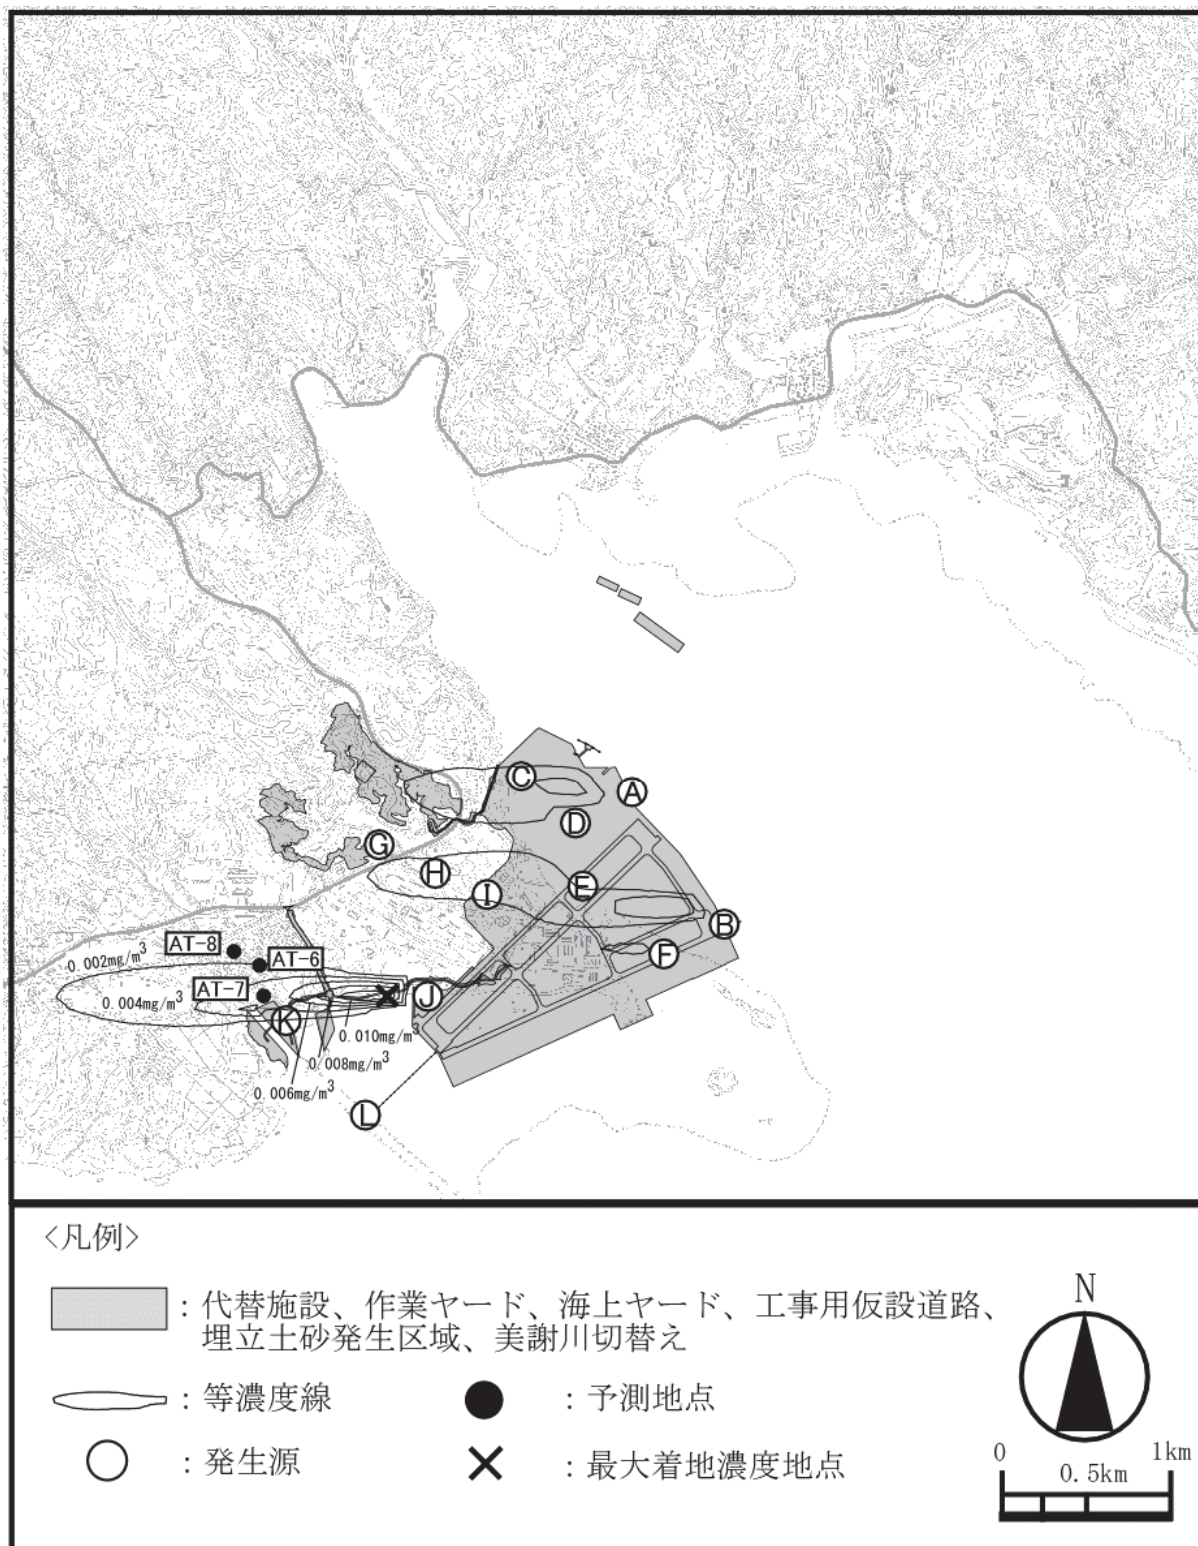 C
A
D
G
H
E
I
B
AT-8
F
0.002mg/m3
AT-6
AT-7
0.004mg/m3
J
K
0.010mg/m3
0.008mg/m3
0.006mg/m3
L
<凡例>
：代替施設、作業ヤード、海上ヤード、工事用仮設道路、
埋立土砂発生区域、美謝川切替え
N
：等濃度線
：予測地点
：発生源
：最大着地濃度地点
0
0.5km
1km